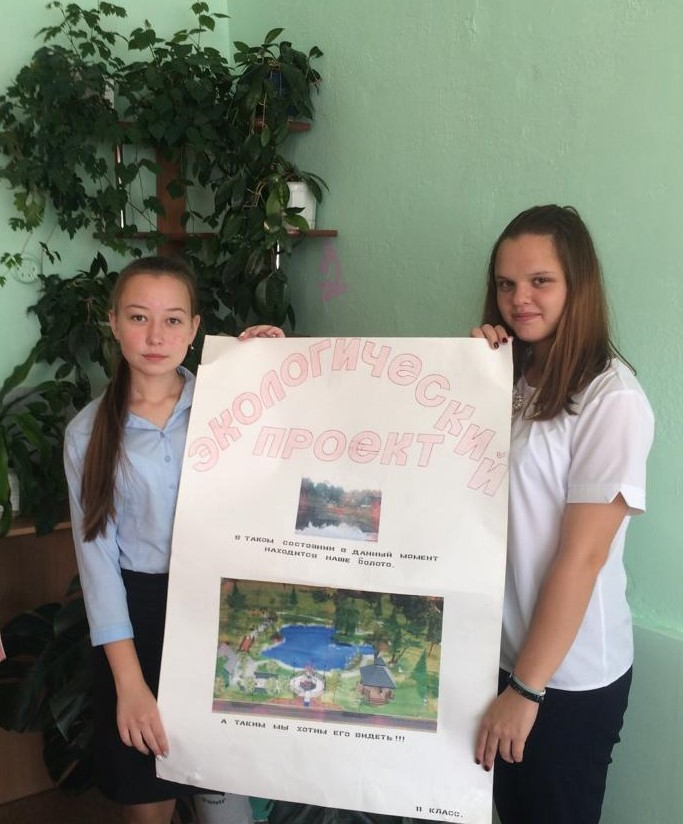 ЭКОЛОГИЧЕСКИЙ
ПРОЕКТ
В ТАКОМ СОСТОЯНИИ В ДАННЫЙ МОМЕНТ
НАХОДИТСЯ НАШЕ БОЛОТО.
А ТАКИМ МЫ ХОТИМ ЕГО ВИДЕТЬ!!!
11 КЛАСС.